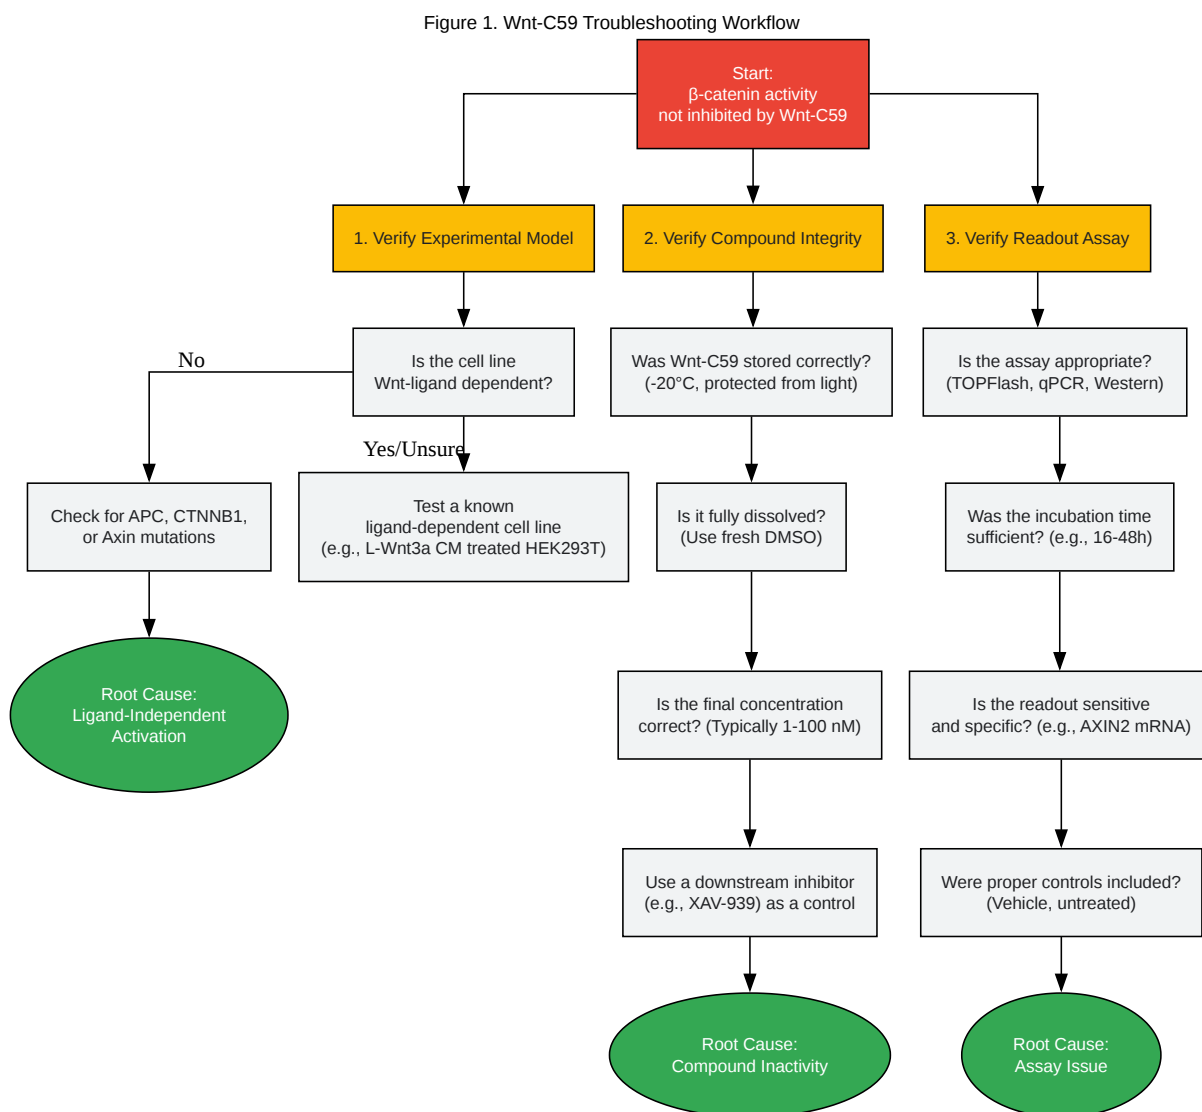 Figure 1. Wnt-C59 Troubleshooting Workflow
Start:
β-catenin activity
not inhibited by Wnt-C59
1. Verify Experimental Model
2. Verify Compound Integrity
3. Verify Readout Assay
Is the cell line
Wnt-ligand dependent?
Was Wnt-C59 stored correctly?
(-20°C, protected from light)
Is the assay appropriate?
(TOPFlash, qPCR, Western)
No
Yes/Unsure
Check for APC, CTNNB1,
or Axin mutations
Test a known
ligand-dependent cell line
(e.g., L-Wnt3a CM treated HEK293T)
Is it fully dissolved?
(Use fresh DMSO)
Was the incubation time
sufficient? (e.g., 16-48h)
Root Cause:
Ligand-Independent
Activation
Is the final concentration
correct? (Typically 1-100 nM)
Is the readout sensitive
and specific? (e.g., AXIN2 mRNA)
Use a downstream inhibitor
(e.g., XAV-939) as a control
Were proper controls included?
(Vehicle, untreated)
Root Cause:
Compound Inactivity
Root Cause:
Assay Issue